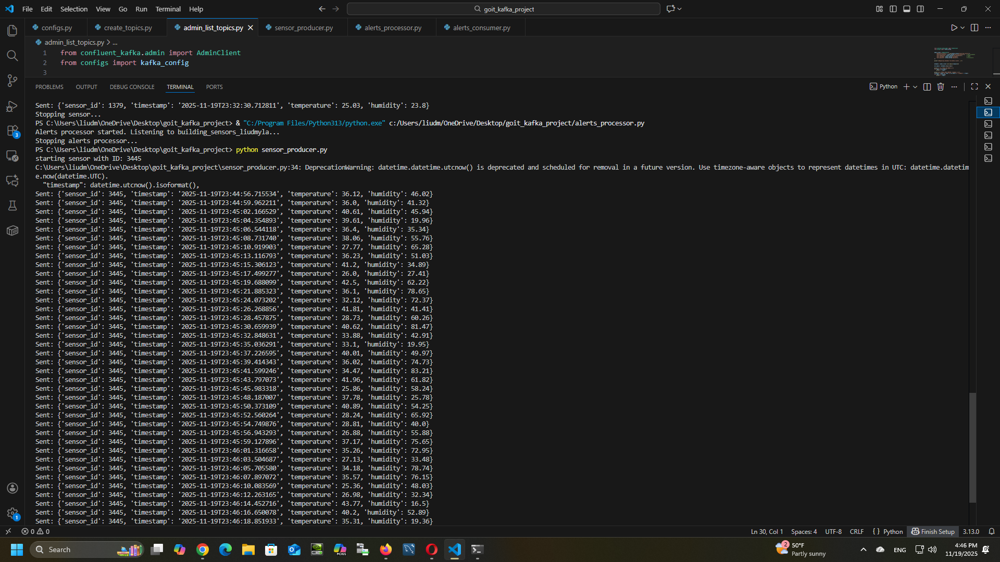 File Edit Selection View Go Run Terminal Help
goit_kafka_project
configs.py create_topics.py admin_list_topics.py sensor_producer.py alerts_processor.py alerts_consumer.py
admin_list_topics.py > ...
1 from confluent_kafka.admin import AdminClient
2 from configs import kafka_config
3
PROBLEMS OUTPUT DEBUG CONSOLE TERMINAL PORTS
Python
Sent: {'sensor_id': 1379, 'timestamp': '2025-11-19T23:32:30.712811', 'temperature': 25.03, 'humidity': 23.8}
Stopping sensor...
PS C:\Users\liudm\OneDrive\Desktop\goit_kafka_project> & "C:/Program Files/Python313/python.exe" c:/Users/liudm/OneDrive/Desktop/goit_kafka_project/alerts_processor.py
Alerts processor started. Listening to building_sensors_liudmyla...
Stopping alerts processor...
PS C:\Users\liudm\OneDrive\Desktop\goit_kafka_project> python sensor_producer.py
starting sensor with ID: 3445
C:\Users\liudm\OneDrive\Desktop\goit_kafka_project\sensor_producer.py:34: DeprecationWarning: datetime.datetime.utcnow() is deprecated and scheduled for removal in a future version. Use timezone-aware objects to represent datetimes in UTC: datetime.datetim
e.now(datetime.UTC).
"timestamp": datetime.utcnow().isoformat(),
Sent: {'sensor_id': 3445, 'timestamp': '2025-11-19T23:44:56.715534', 'temperature': 36.12, 'humidity': 46.02}
Sent: {'sensor_id': 3445, 'timestamp': '2025-11-19T23:44:59.962211', 'temperature': 36.0, 'humidity': 41.32}
Sent: {'sensor_id': 3445, 'timestamp': '2025-11-19T23:45:02.166529', 'temperature': 40.61, 'humidity': 45.94}
Sent: {'sensor_id': 3445, 'timestamp': '2025-11-19T23:45:04.354893', 'temperature': 39.61, 'humidity': 19.96}
Sent: {'sensor_id': 3445, 'timestamp': '2025-11-19T23:45:06.544118', 'temperature': 36.4, 'humidity': 35.34}
Sent: {'sensor_id': 3445, 'timestamp': '2025-11-19T23:45:08.731740', 'temperature': 38.06, 'humidity': 55.76}
Sent: {'sensor_id': 3445, 'timestamp': '2025-11-19T23:45:10.919903', 'temperature': 27.77, 'humidity': 65.28}
Sent: {'sensor_id': 3445, 'timestamp': '2025-11-19T23:45:13.116793', 'temperature': 36.23, 'humidity': 51.03}
Sent: {'sensor_id': 3445, 'timestamp': '2025-11-19T23:45:15.306123', 'temperature': 41.2, 'humidity': 34.89}
Sent: {'sensor_id': 3445, 'timestamp': '2025-11-19T23:45:17.499277', 'temperature': 26.0, 'humidity': 27.41}
Sent: {'sensor_id': 3445, 'timestamp': '2025-11-19T23:45:19.688099', 'temperature': 42.5, 'humidity': 62.22}
Sent: {'sensor_id': 3445, 'timestamp': '2025-11-19T23:45:21.885323', 'temperature': 36.1, 'humidity': 78.65}
Sent: {'sensor_id': 3445, 'timestamp': '2025-11-19T23:45:24.073202', 'temperature': 32.12, 'humidity': 72.37}
Sent: {'sensor_id': 3445, 'timestamp': '2025-11-19T23:45:26.268856', 'temperature': 41.81, 'humidity': 41.41}
Sent: {'sensor_id': 3445, 'timestamp': '2025-11-19T23:45:28.457875', 'temperature': 28.73, 'humidity': 60.26}
Sent: {'sensor_id': 3445, 'timestamp': '2025-11-19T23:45:30.659939', 'temperature': 40.62, 'humidity': 81.47}
Sent: {'sensor_id': 3445, 'timestamp': '2025-11-19T23:45:32.848631', 'temperature': 33.88, 'humidity': 42.91}
Sent: {'sensor_id': 3445, 'timestamp': '2025-11-19T23:45:35.036291', 'temperature': 33.1, 'humidity': 19.95}
Sent: {'sensor_id': 3445, 'timestamp': '2025-11-19T23:45:37.226595', 'temperature': 40.01, 'humidity': 49.97}
Sent: {'sensor_id': 3445, 'timestamp': '2025-11-19T23:45:39.414343', 'temperature': 36.02, 'humidity': 74.73}
Sent: {'sensor_id': 3445, 'timestamp': '2025-11-19T23:45:41.599246', 'temperature': 34.47, 'humidity': 83.21}
Sent: {'sensor_id': 3445, 'timestamp': '2025-11-19T23:45:43.797073', 'temperature': 41.96, 'humidity': 61.82}
Sent: {'sensor_id': 3445, 'timestamp': '2025-11-19T23:45:45.983318', 'temperature': 25.86, 'humidity': 58.24}
Sent: {'sensor_id': 3445, 'timestamp': '2025-11-19T23:45:48.187007', 'temperature': 37.78, 'humidity': 25.78}
Sent: {'sensor_id': 3445, 'timestamp': '2025-11-19T23:45:50.373109', 'temperature': 40.89, 'humidity': 54.25}
Sent: {'sensor_id': 3445, 'timestamp': '2025-11-19T23:45:52.560264', 'temperature': 28.24, 'humidity': 65.92}
Sent: {'sensor_id': 3445, 'timestamp': '2025-11-19T23:45:54.749876', 'temperature': 28.81, 'humidity': 40.0}
Sent: {'sensor_id': 3445, 'timestamp': '2025-11-19T23:45:56.943293', 'temperature': 26.88, 'humidity': 55.88}
Sent: {'sensor_id': 3445, 'timestamp': '2025-11-19T23:45:59.127896', 'temperature': 37.17, 'humidity': 75.65}
Sent: {'sensor_id': 3445, 'timestamp': '2025-11-19T23:46:01.316658', 'temperature': 35.26, 'humidity': 72.95}
Sent: {'sensor_id': 3445, 'timestamp': '2025-11-19T23:46:03.504687', 'temperature': 27.13, 'humidity': 33.48}
Sent: {'sensor_id': 3445, 'timestamp': '2025-11-19T23:46:05.705580', 'temperature': 34.18, 'humidity': 78.74}
Sent: {'sensor_id': 3445, 'timestamp': '2025-11-19T23:46:07.897072', 'temperature': 35.57, 'humidity': 76.15}
Sent: {'sensor_id': 3445, 'timestamp': '2025-11-19T23:46:10.083569', 'temperature': 25.36, 'humidity': 48.03}
Sent: {'sensor_id': 3445, 'timestamp': '2025-11-19T23:46:12.263165', 'temperature': 26.98, 'humidity': 32.34}
Sent: {'sensor_id': 3445, 'timestamp': '2025-11-19T23:46:14.452716', 'temperature': 43.77, 'humidity': 16.5}
Sent: {'sensor_id': 3445, 'timestamp': '2025-11-19T23:46:16.650078', 'temperature': 40.2, 'humidity': 52.89}
Sent: {'sensor_id': 3445, 'timestamp': '2025-11-19T23:46:18.851933', 'temperature': 35.31, 'humidity': 19.36}
3
1
0 0
Ln 30, Col 1 Spaces: 4 UTF-8 CRLF { } Python Finish Setup 3.13.0
Search
M365
2
50°F
Partly sunny
ENG
4:46 PM
11/19/2025